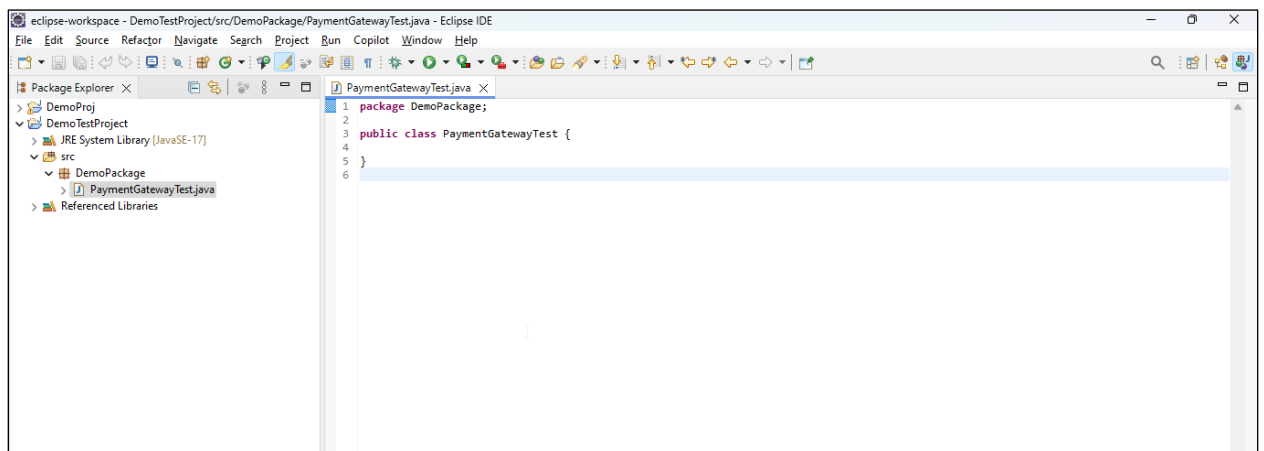 eclipse-workspace - DemoTestProject/src/DemoPackage/PaymentGatewayTest.java - Eclipse IDE
File Edit Source Refactor Navigate Search Project Run Copilot Window Help
Package Explorer
DemoProj
DemoTestProject
JRE System Library [JavaSE-17]
src
DemoPackage
PaymentGatewayTest.java
Referenced Libraries
PaymentGatewayTest.java
1 package DemoPackage;
2
3 public class PaymentGatewayTest {
4
5 }
6